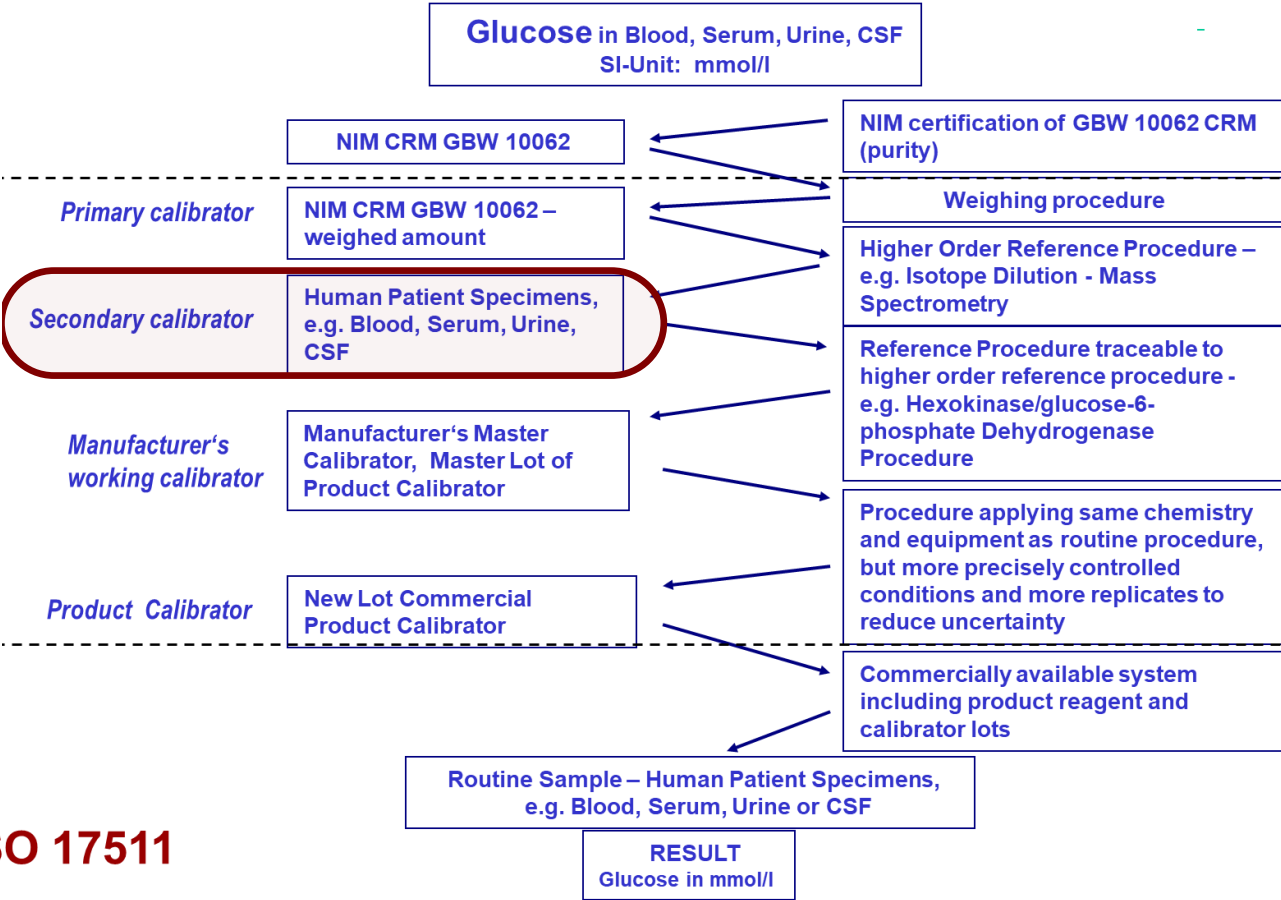 Glucose in Blood, Serum, Urine, CSF
SI-Unit: mmol/l
NIM CRM GBW 10062
NIM certification of GBW 10062 CRM
(purity)
Primary calibrator
NIM CRM GBW 10062 –
weighed amount
Weighing procedure
Higher Order Reference Procedure –
e.g. Isotope Dilution - Mass
Spectrometry
Secondary calibrator
Human Patient Specimens,
e.g. Blood, Serum, Urine,
CSF
Reference Procedure traceable to
higher order reference procedure -
e.g. Hexokinase/glucose-6-
phosphate Dehydrogenase
Procedure
Manufacturer‘s
working calibrator
Manufacturer‘s Master
Calibrator, Master Lot of
Product Calibrator
Procedure applying same chemistry
and equipment as routine procedure,
but more precisely controlled
conditions and more replicates to
reduce uncertainty
Product Calibrator
New Lot Commercial
Product Calibrator
Commercially available system
including product reagent and
calibrator lots
Routine Sample – Human Patient Specimens,
e.g. Blood, Serum, Urine or CSF
SO 17511
RESULT
Glucose in mmol/l